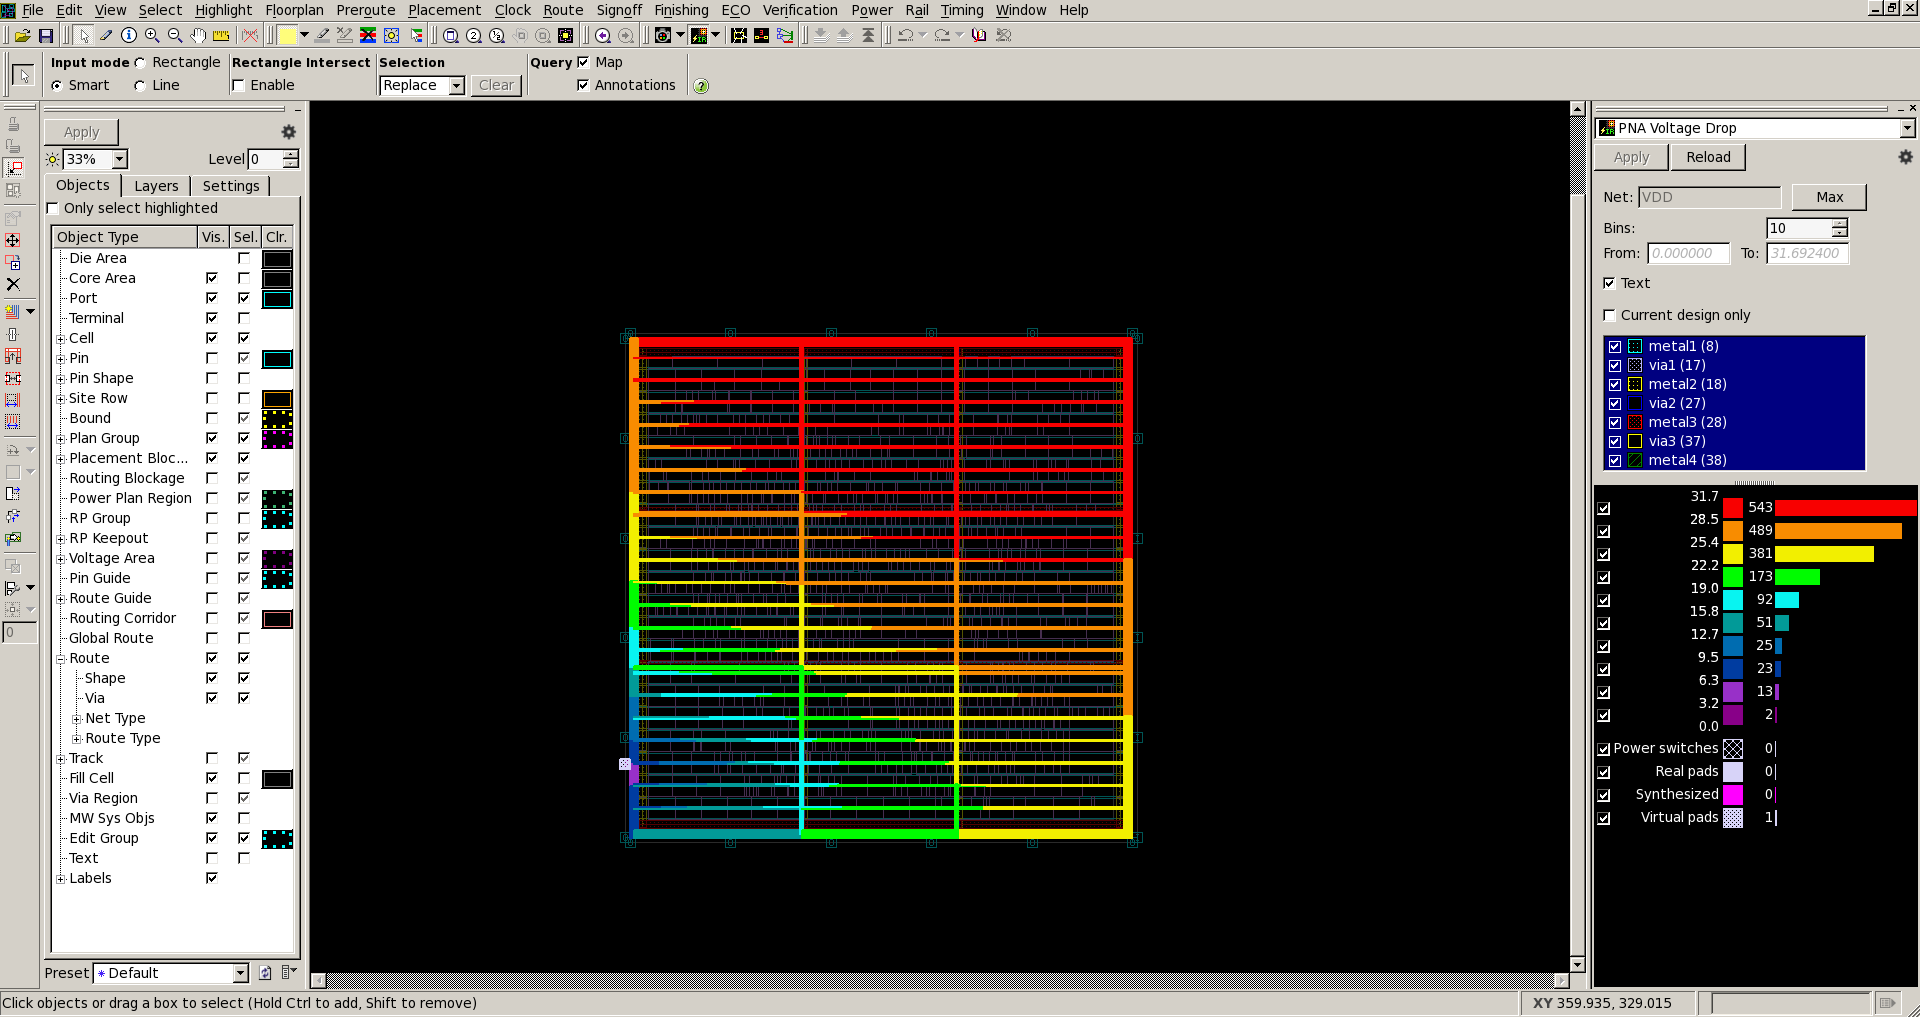 File Edit View Select Highlight Floorplan Preroute Placement Clock Route Signoff Finishing ECO Verification Power Rail Timing Window Help
Input mode Rectangle Rectangle Intersect Selection Query Map
Smart Line Enable Replace Clear Annotations
Apply
33% Level 0
Objects Layers Settings
Only select highlighted
Object Type Vis. Sel. Clr.
Die Area
Core Area
Port
Terminal
Cell
Pin
Pin Shape
Site Row
Bound
Plan Group
Placement Bloc...
Routing Blockage
Power Plan Region
RP Group
RP Keepout
Voltage Area
Pin Guide
Route Guide
Routing Corridor
Global Route
Route
Shape
Via
Net Type
Route Type
Track
Fill Cell
Via Region
MW Sys Objs
Edit Group
Text
Labels
0
Preset * Default
PNA Voltage Drop
Apply Reload
Net: VDD Max
Bins: 10
From: 0.000000 To: 31.692400
Text
Current design only
metal1 (8)
via1 (17)
metal2 (18)
via2 (27)
metal3 (28)
via3 (37)
metal4 (38)
31.7
543
28.5
489
25.4
381
22.2
173
19.0
92
15.8
51
12.7
25
9.5
23
6.3
13
3.2
2
0.0
Power switches 0
Real pads 0
Synthesized 0
Virtual pads 1
Click objects or drag a box to select (Hold Ctrl to add, Shift to remove) XY 359.935, 329.015